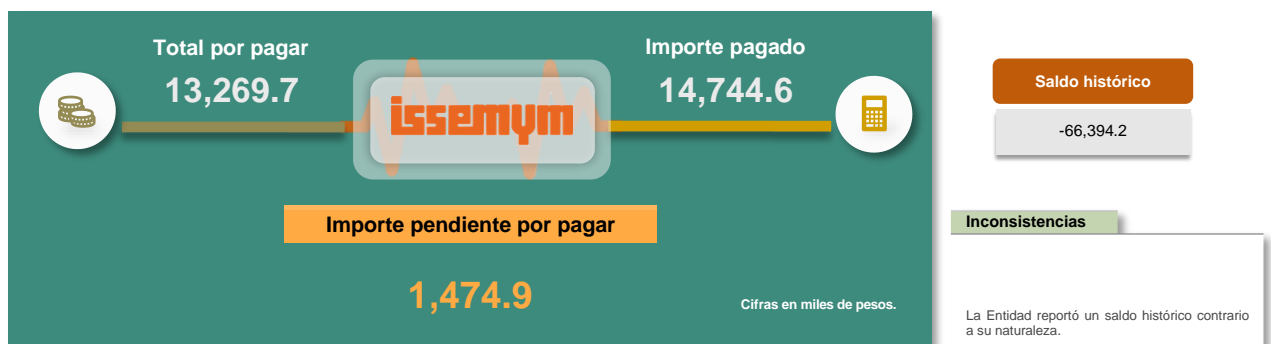 Total por pagar
13,269.7
issemym
Importe pagado
14,744.6
Importe pendiente por pagar
1,474.9
Cifras en miles de pesos.
Saldo histórico
-66,394.2
Inconsistencias
La Entidad reportó un saldo histórico contrario
a su naturaleza.